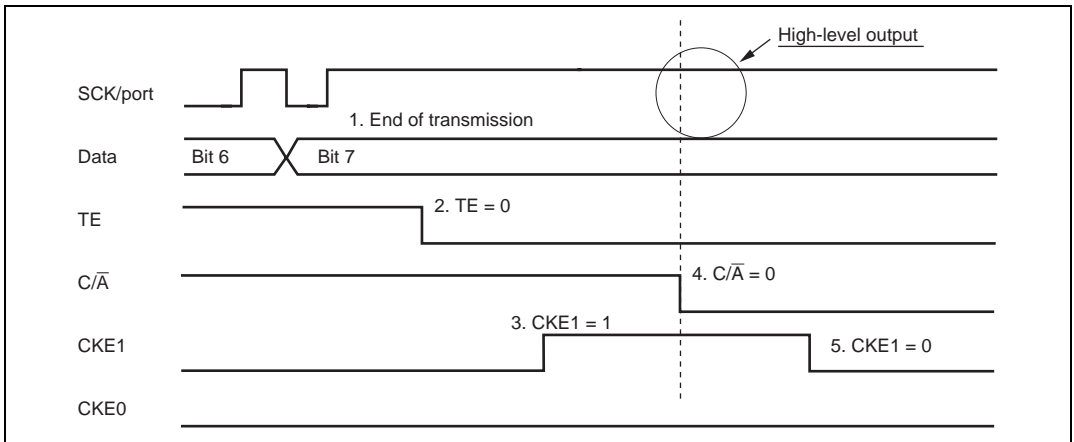 High-level output
SCK/port
1. End of transmission
Data
Bit 6
Bit 7
TE
2. TE = 0
C/A̅
4. C/A̅ = 0
3. CKE1 = 1
CKE1
5. CKE1 = 0
CKE0